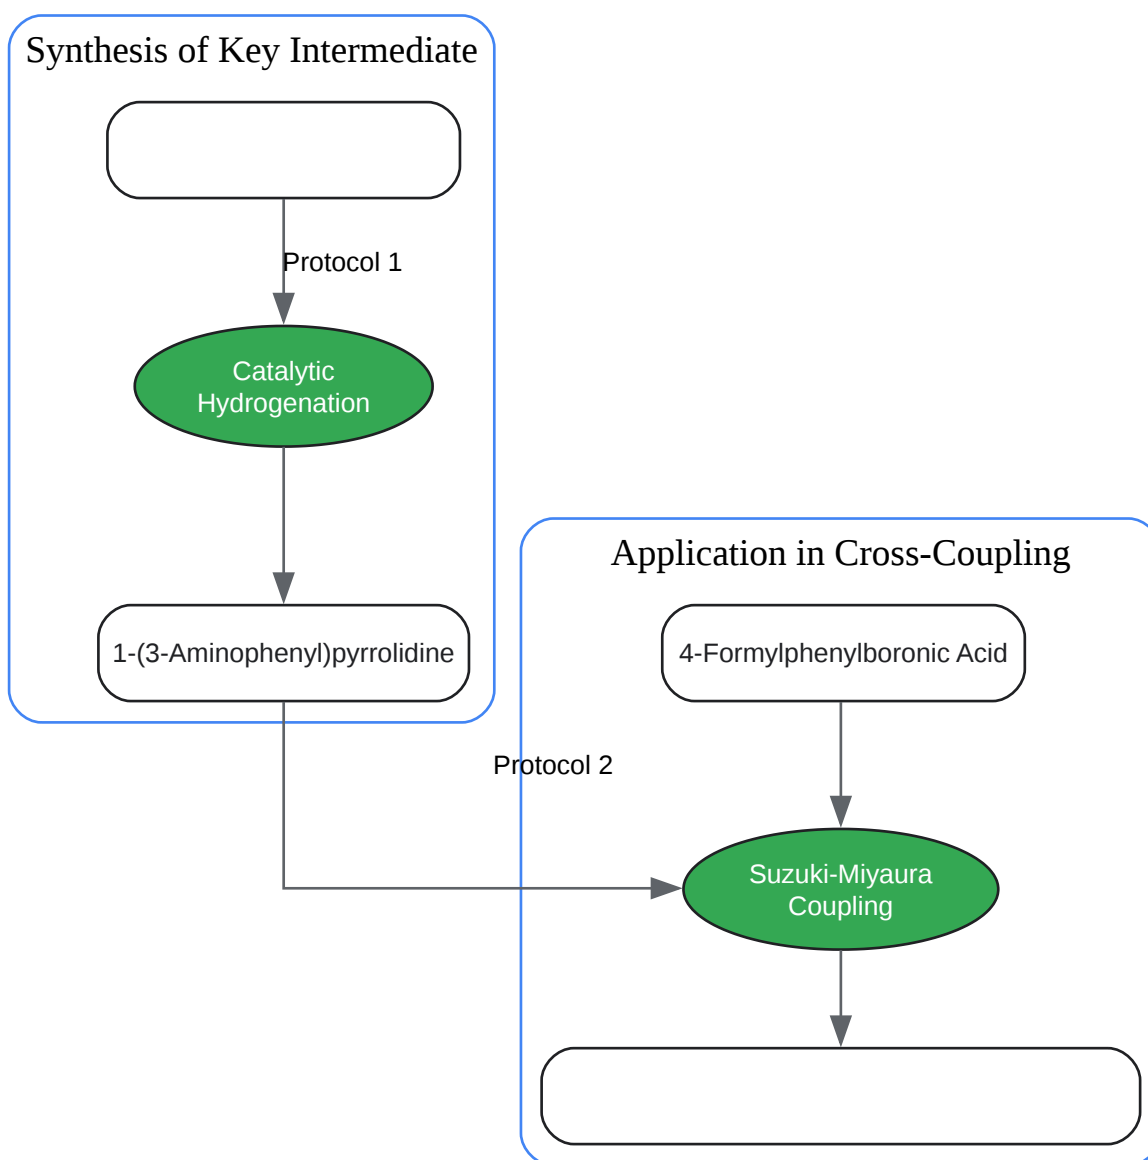 Synthesis of Key Intermediate
Protocol 1
Catalytic
Hydrogenation
1-(3-Aminophenyl)pyrrolidine
Application in Cross-Coupling
4-Formylphenylboronic Acid
Protocol 2
Suzuki-Miyaura
Coupling